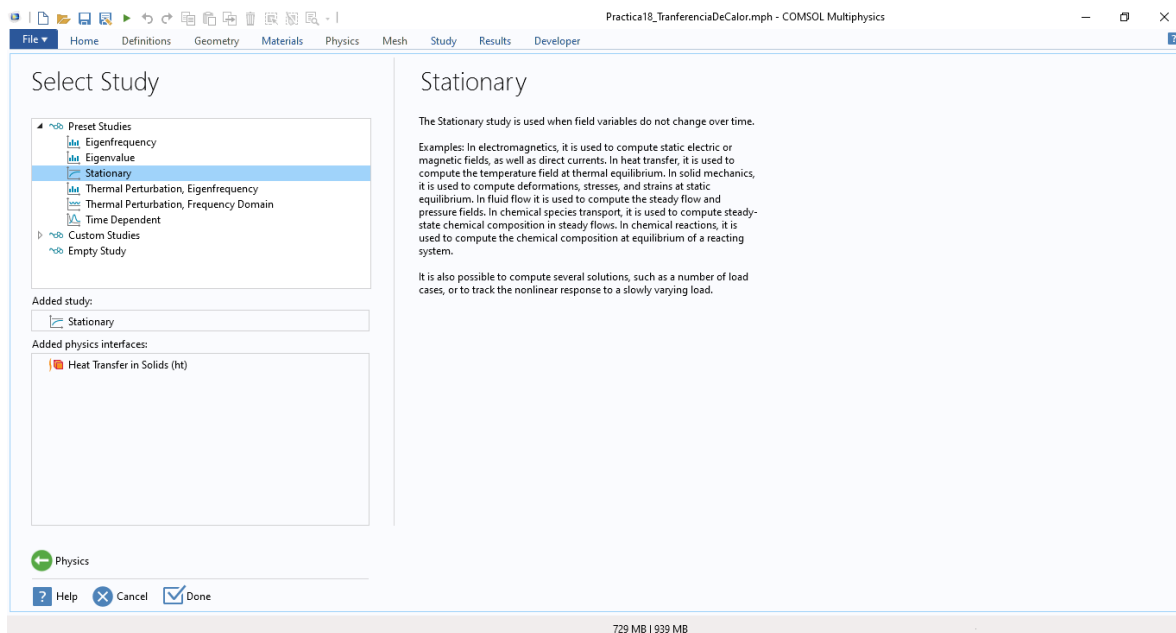 Practica18_TranferenciaDeCalor.mph - COMSOL Multiphysics
File Home Definitions Geometry Materials Physics Mesh Study Results Developer
?
Select Study
Preset Studies
Eigenfrequency
Eigenvalue
Stationary
Thermal Perturbation, Eigenfrequency
Thermal Perturbation, Frequency Domain
Time Dependent
Custom Studies
Empty Study
Added study:
Stationary
Added physics interfaces:
Heat Transfer in Solids (ht)
Physics
? Help Cancel Done
Stationary
The Stationary study is used when field variables do not change over time.
Examples: In electromagnetics, it is used to compute static electric or
magnetic fields, as well as direct currents. In heat transfer, it is used to
compute the temperature field at thermal equilibrium. In solid mechanics,
it is used to compute deformations, stresses, and strains at static
equilibrium. In fluid flow it is used to compute the steady flow and
pressure fields. In chemical species transport, it is used to compute steady-
state chemical composition in steady flows. In chemical reactions, it is
used to compute the chemical composition at equilibrium of a reacting
system.
It is also possible to compute several solutions, such as a number of load
cases, or to track the nonlinear response to a slowly varying load.
729 MB | 939 MB